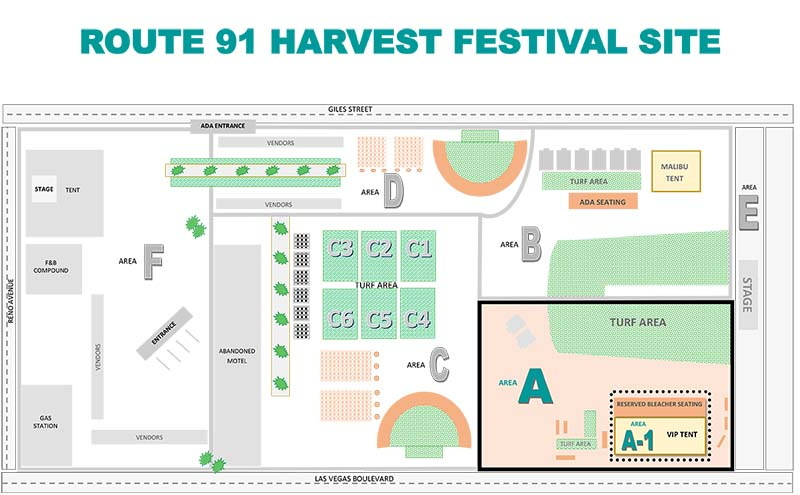 ROUTE 91 HARVEST FESTIVAL SITE
GILES STREET
ADA ENTRANCE
VENDORS
STAGE
TENT
AREA
D
VENDORS
TURF AREA
ADA SEATING
MALIBU
TENT
AREA
E
F&B
COMPOUND
AREA
F
C3
C2
C1
TURF AREA
C6
C5
C4
AREA
B
STAGE
RENO AVENUE
VENDORS
ENTRANCE
ABANDONED
MOTEL
AREA
C
TURF AREA
AREA
A
GAS
STATION
VENDORS
RESERVED BLEACHER SEATING
AREA
A-1
VIP TENT
TURF AREA
LAS VEGAS BOULEVARD